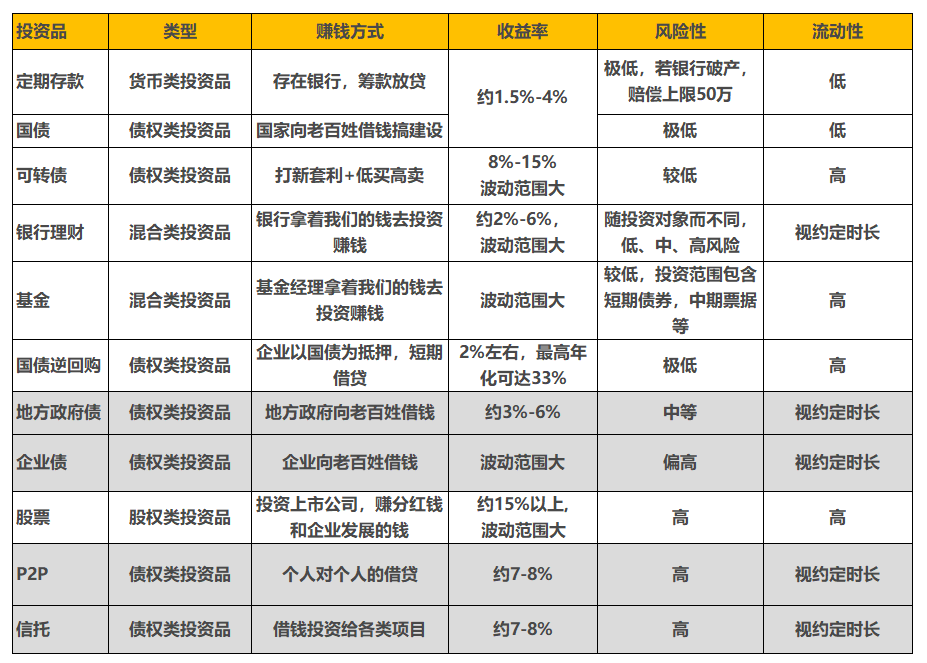 投资品 类型 赚钱方式 收益率 风险性 流动性
定期存款 货币类投资品 存在银行，筹款放贷 约1.5%-4% 极低，若银行破产，
赔偿上限50万 低
国债 债权类投资品 国家向老百姓借钱搞建设 极低 低
可转债 债权类投资品 打新套利+低买高卖 8%-15%
波动范围大 较低 高
银行理财 混合类投资品 银行拿着我们的钱去投资
赚钱 约2%-6%，
波动范围大 随投资对象而不同，
低、中、高风险 视约定时长
基金 混合类投资品 基金经理拿着我们的钱去
投资赚钱 波动范围大 较低，投资范围包含
短期债券，中期票据
等 高
国债逆回购 债权类投资品 企业以国债为抵押，短期
借贷 2%左右，最高年
化可达33% 极低 高
地方政府债 债权类投资品 地方政府向老百姓借钱 约3%-6% 中等 视约定时长
企业债 债权类投资品 企业向老百姓借钱 波动范围大 偏高 视约定时长
股票 股权类投资品 投资上市公司，赚分红钱
和企业发展的钱 约15%以上，
波动范围大 高 高
P2P 债权类投资品 个人对个人的借贷 约7-8% 高 视约定时长
信托 债权类投资品 借钱投资给各类项目 约7-8% 高 视约定时长